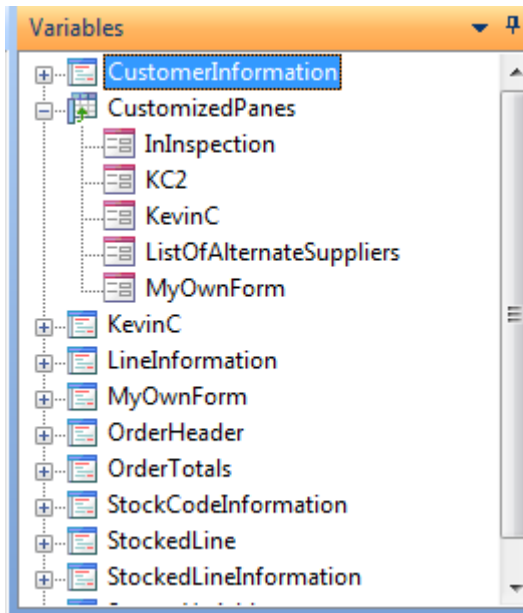 Variables
CustomerInformation
CustomizedPanes
InInspection
KC2
KevinC
ListOfAlternateSuppliers
MyOwnForm
KevinC
LineInformation
MyOwnForm
OrderHeader
OrderTotals
StockCodeInformation
StockedLine
StockedLineInformation